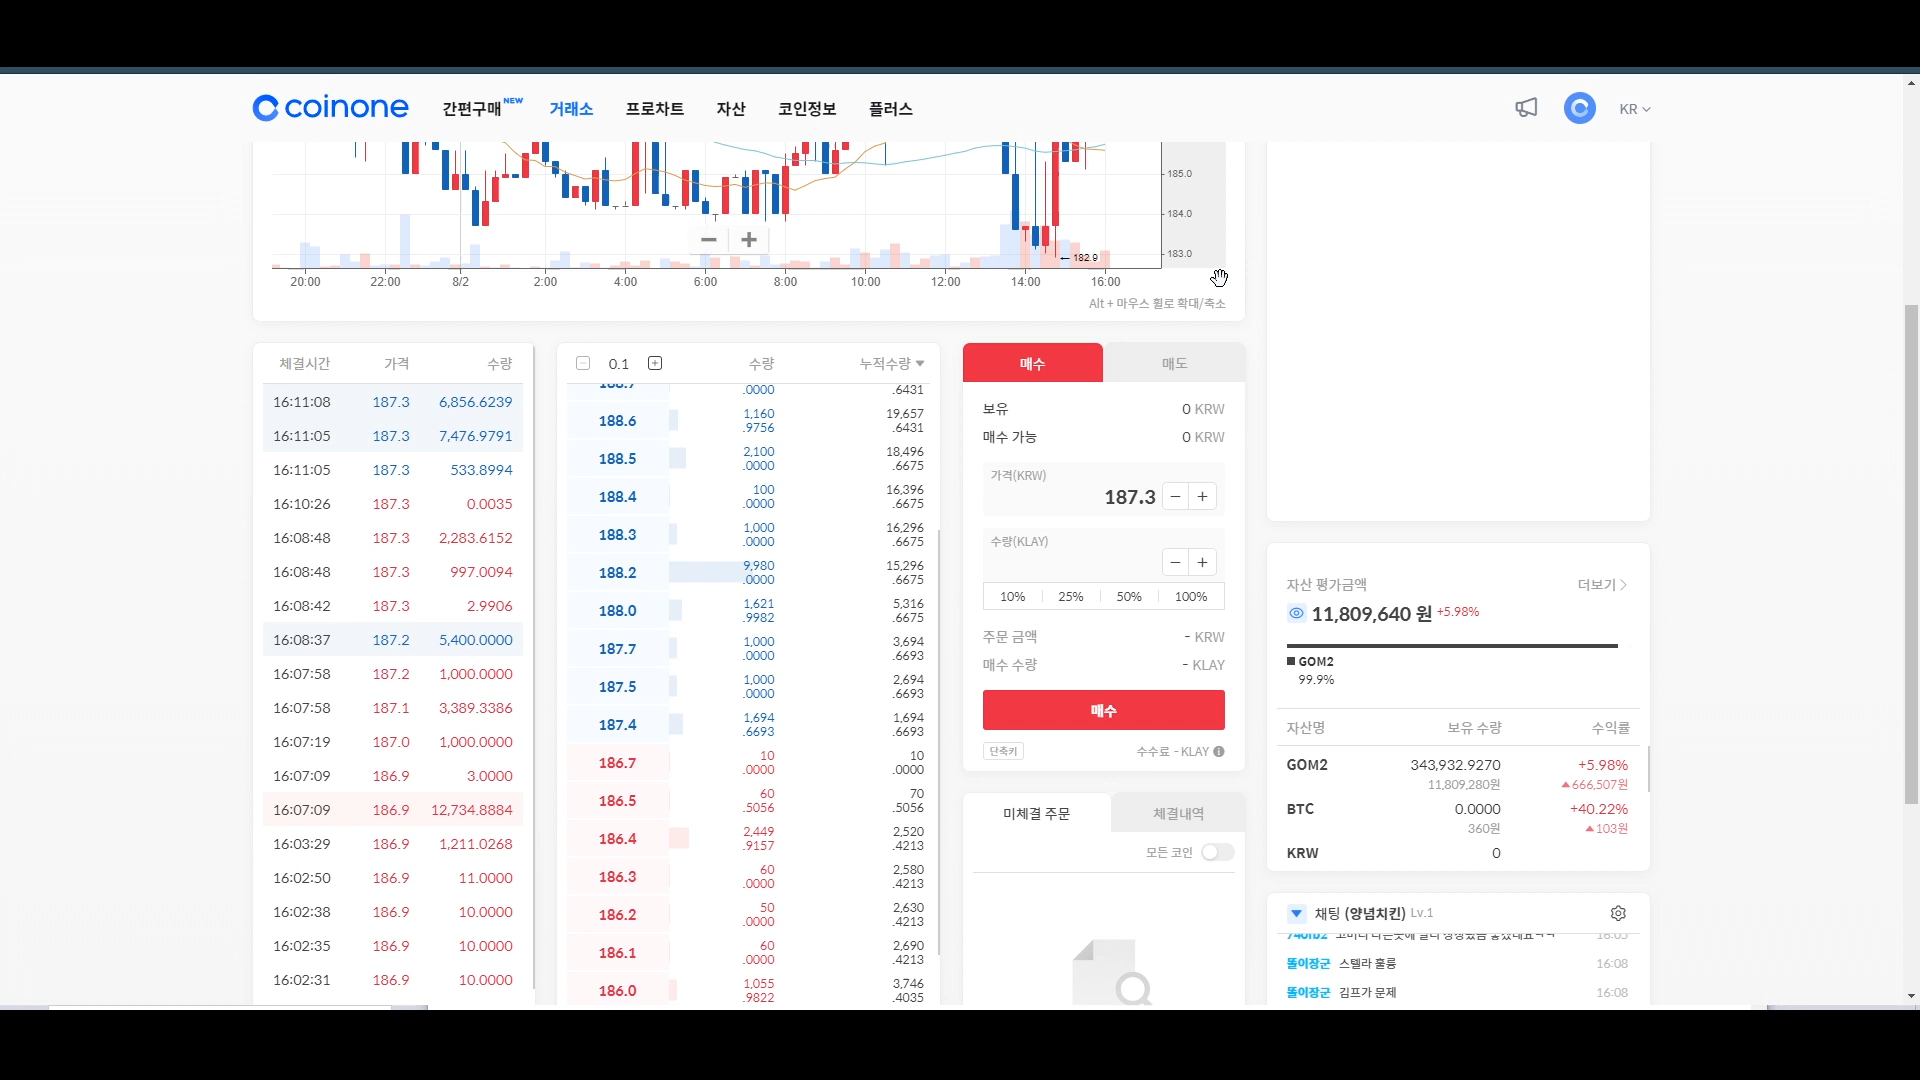 coinone 간편구매 NEW 거래소 프로차트 자산 코인정보 플러스 KR
185.0
184.0
183.0
182.9
20:00 22:00 8/2 2:00 4:00 6:00 8:00 10:00 12:00 14:00 16:00
Alt + 마우스 휠로 확대/축소
체결시간 가격 수량
16:11:08 187.3 6,856.6239
16:11:05 187.3 7,476.9791
16:11:05 187.3 533.8994
16:10:26 187.3 0.0035
16:08:48 187.3 2,283.6152
16:08:48 187.3 997.0094
16:08:42 187.3 2.9906
16:08:37 187.2 5,400.0000
16:07:58 187.2 1,000.0000
16:07:58 187.1 3,389.3386
16:07:19 187.0 1,000.0000
16:07:09 186.9 3.0000
16:07:09 186.9 12,734.8884
16:03:29 186.9 1,211.0268
16:02:50 186.9 11.0000
16:02:38 186.9 10.0000
16:02:35 186.9 10.0000
16:02:31 186.9 10.0000
0.1 수량 누적수량
.0000 .6431
188.6 1,160 .9756 19,657 .6431
188.5 2,100 .0000 18,496 .6675
188.4 100 .0000 16,396 .6675
188.3 1,000 .0000 16,296 .6675
188.2 9,980 .0000 15,296 .6675
188.0 1,621 .9982 5,316 .6675
187.7 1,000 .0000 3,694 .6693
187.5 1,000 .0000 2,694 .6693
187.4 1,694 .6693 1,694 .6693
186.7 10 .0000 10 .0000
186.5 60 .5056 70 .5056
186.4 2,449 .9157 2,520 .4213
186.3 60 .0000 2,580 .4213
186.2 50 .0000 2,630 .4213
186.1 60 .0000 2,690 .4213
186.0 1,055 .9822 3,746 .4035
매수 매도
보유 0 KRW
매수 가능 0 KRW
가격(KRW)
187.3 − +
수량(KLAY)
− +
10% 25% 50% 100%
주문 금액 - KRW
매수 수량 - KLAY
매수
단축키 수수료 - KLAY
미체결 주문 체결내역
모든 코인
자산 평가금액 더보기
11,809,640 원 +5.98%
GOM2
99.9%
자산명 보유 수량 수익률
GOM2 343,932.9270 +5.98%
11,809,280원 ▲666,507원
BTC 0.0000 +40.22%
360원 ▲103원
KRW 0
채팅 (양념치킨) Lv.1
똘이장군 스텔라 훌륭 16:08
똘이장군 김프가 문제 16:08